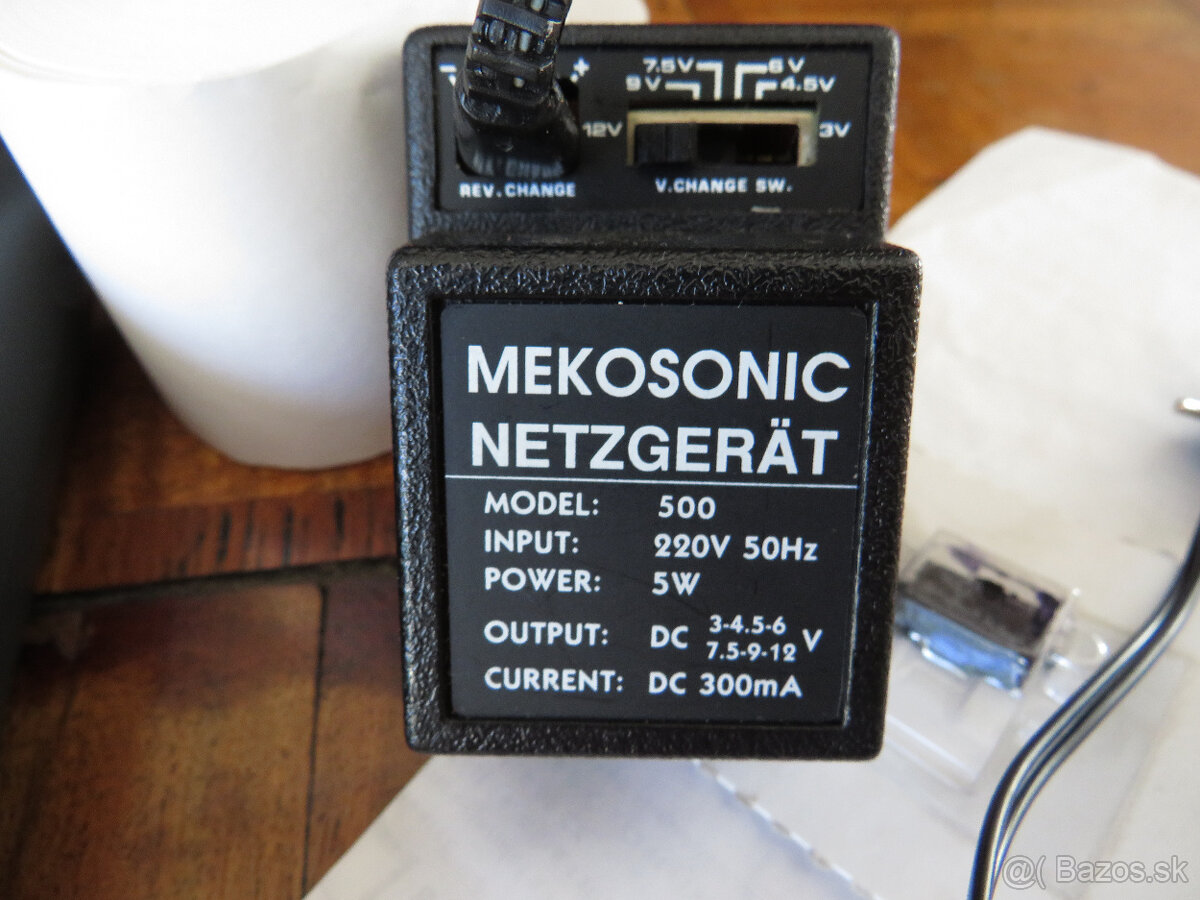 - +
7.5V 6V
9V 4.5V
12V 3V
REV.CHANGE V.CHANGE SW.
MEKOSONIC
NETZGERÄT
MODEL: 500
INPUT: 220V 50Hz
POWER: 5W
OUTPUT: DC 3-4.5-6 7.5-9-12 V
CURRENT: DC 300mA
@( Bazos.sk